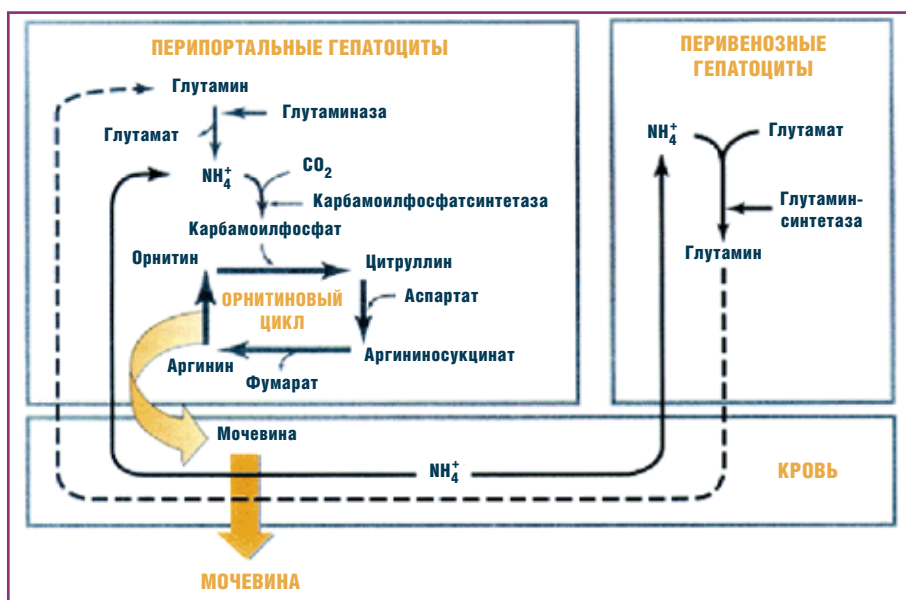 ПЕРИПОРТАЛЬНЫЕ ГЕПАТОЦИТЫ
Глутамин
Глутаминаза
Глутамат
NH₄⁺
CO₂
Карбамоилфосфатсинтетаза
Карбамоилфосфат
Орнитин
Цитруллин
ОРНИТИНОВЫЙ
ЦИКЛ
Аспартат
Аргининосукцинат
Аргинин
Фумарат
ПЕРИВЕНОЗНЫЕ
ГЕПАТОЦИТЫ
NH₄⁺
Глутамат
Глутамин-
синтетаза
Глутамин
Мочевина
NH₄⁺
КРОВЬ
МОЧЕВИНА